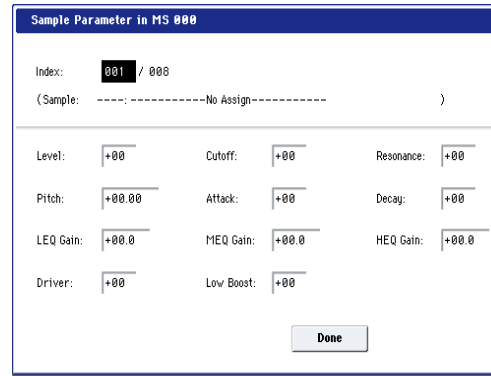 Sample Parameter in MS 000
Index: 001 / 008
(Sample: ----: ------------No Assign------------ )
Level: +00 Cutoff: +00 Resonance: +00
Pitch: +00.00 Attack: +00 Decay: +00
LEQ Gain: +00.0 MEQ Gain: +00.0 HEQ Gain: +00.0
Driver: +00 Low Boost: +00
Done